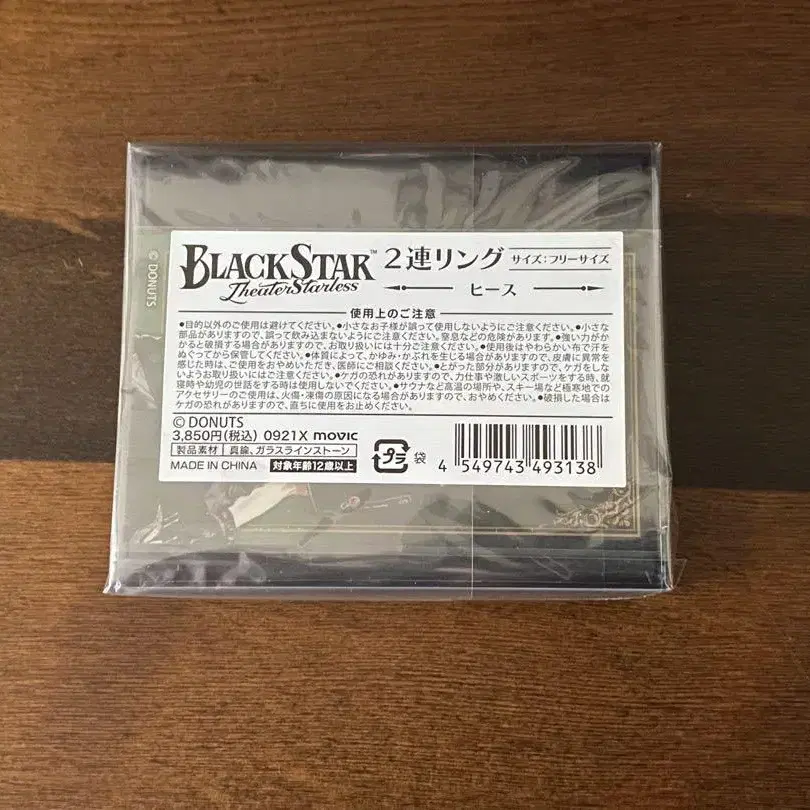 © DONUTS
BLACKSTAR™ 2連リング サイズ：フリーサイズ
TheaterStarless ヒース
使用上のご注意
●目的以外のご使用は避けてください。●小さなお子様が誤って使用しないようにご注意ください。●小さな
部品がありますので、誤って飲み込まないようにご注意ください。窒息などの危険があります。●強い力がか
かると破損する場合がありますので、お取り扱いには十分ご注意ください。●使用後はやわらかい布で汗を
ぬぐってから保管してください。●体質によって、かゆみ・かぶれを生じる場合がありますので、皮膚に異常を
感じた時は、ご使用をおやめいただき、医師にご相談ください。●とがった部分がありますので、ケガをしな
いようお取り扱いにはご注意ください。●ケガの恐れがありますので、力仕事や激しいスポーツをする時、就
寝時や幼児の世話をする時は使用しないでください。●サウナなど高温の場所や、スキー場など極寒地での
アクセサリーのご使用は、火傷・凍傷の原因になる場合がありますので、おやめください。●破損した場合は
ケガの恐れがありますので、直ちに使用をお止めください。
© DONUTS
3,850円(税込) 0921X movic
製品素材 真鍮、ガラスラインストーン
MADE IN CHINA 対象年齢12歳以上
プラ 袋
4 549743 493138